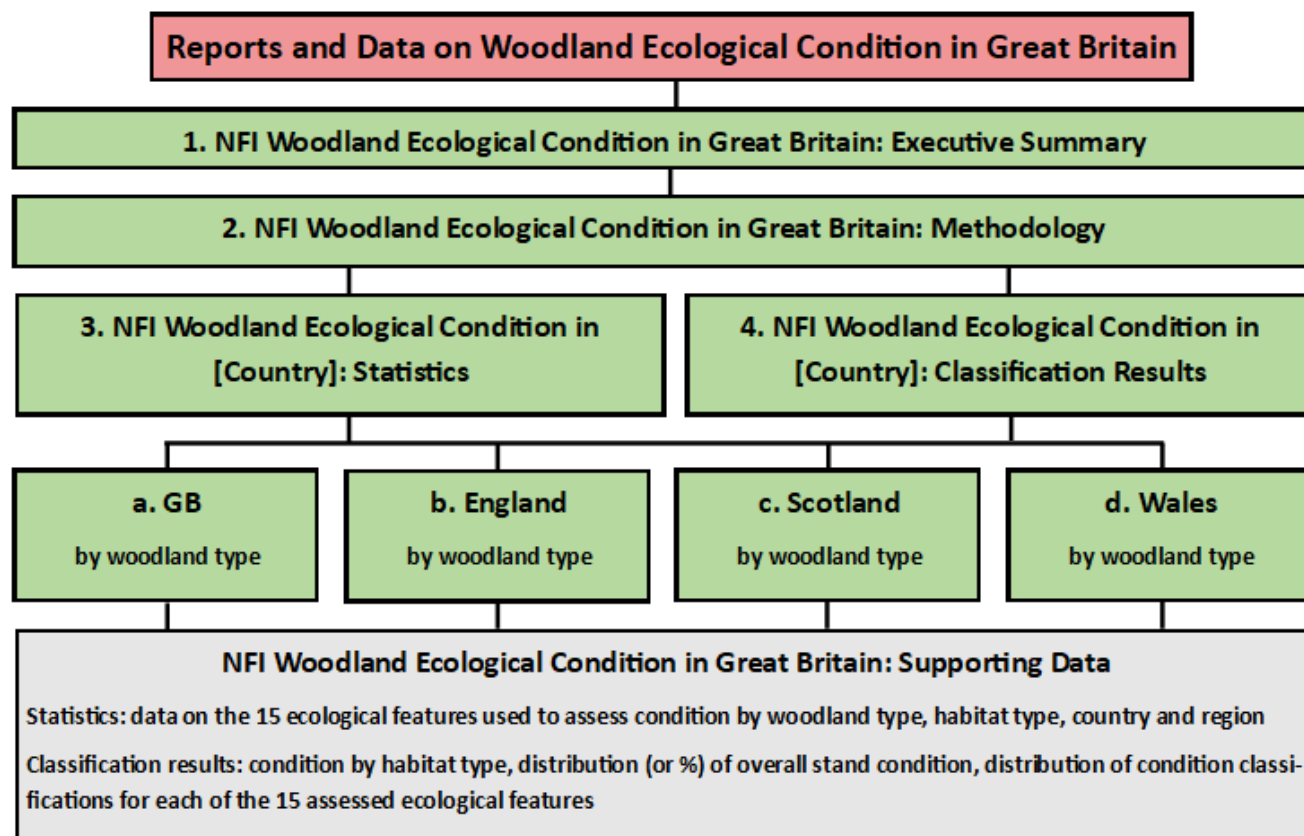 Reports and Data on Woodland Ecological Condition in Great Britain
1. NFI Woodland Ecological Condition in Great Britain: Executive Summary
2. NFI Woodland Ecological Condition in Great Britain: Methodology
3. NFI Woodland Ecological Condition in
[Country]: Statistics
4. NFI Woodland Ecological Condition in
[Country]: Classification Results
a. GB
by woodland type
b. England
by woodland type
c. Scotland
by woodland type
d. Wales
by woodland type
NFI Woodland Ecological Condition in Great Britain: Supporting Data
Statistics: data on the 15 ecological features used to assess condition by woodland type, habitat type, country and region
Classification results: condition by habitat type, distribution (or %) of overall stand condition, distribution of condition classi-
fications for each of the 15 assessed ecological features